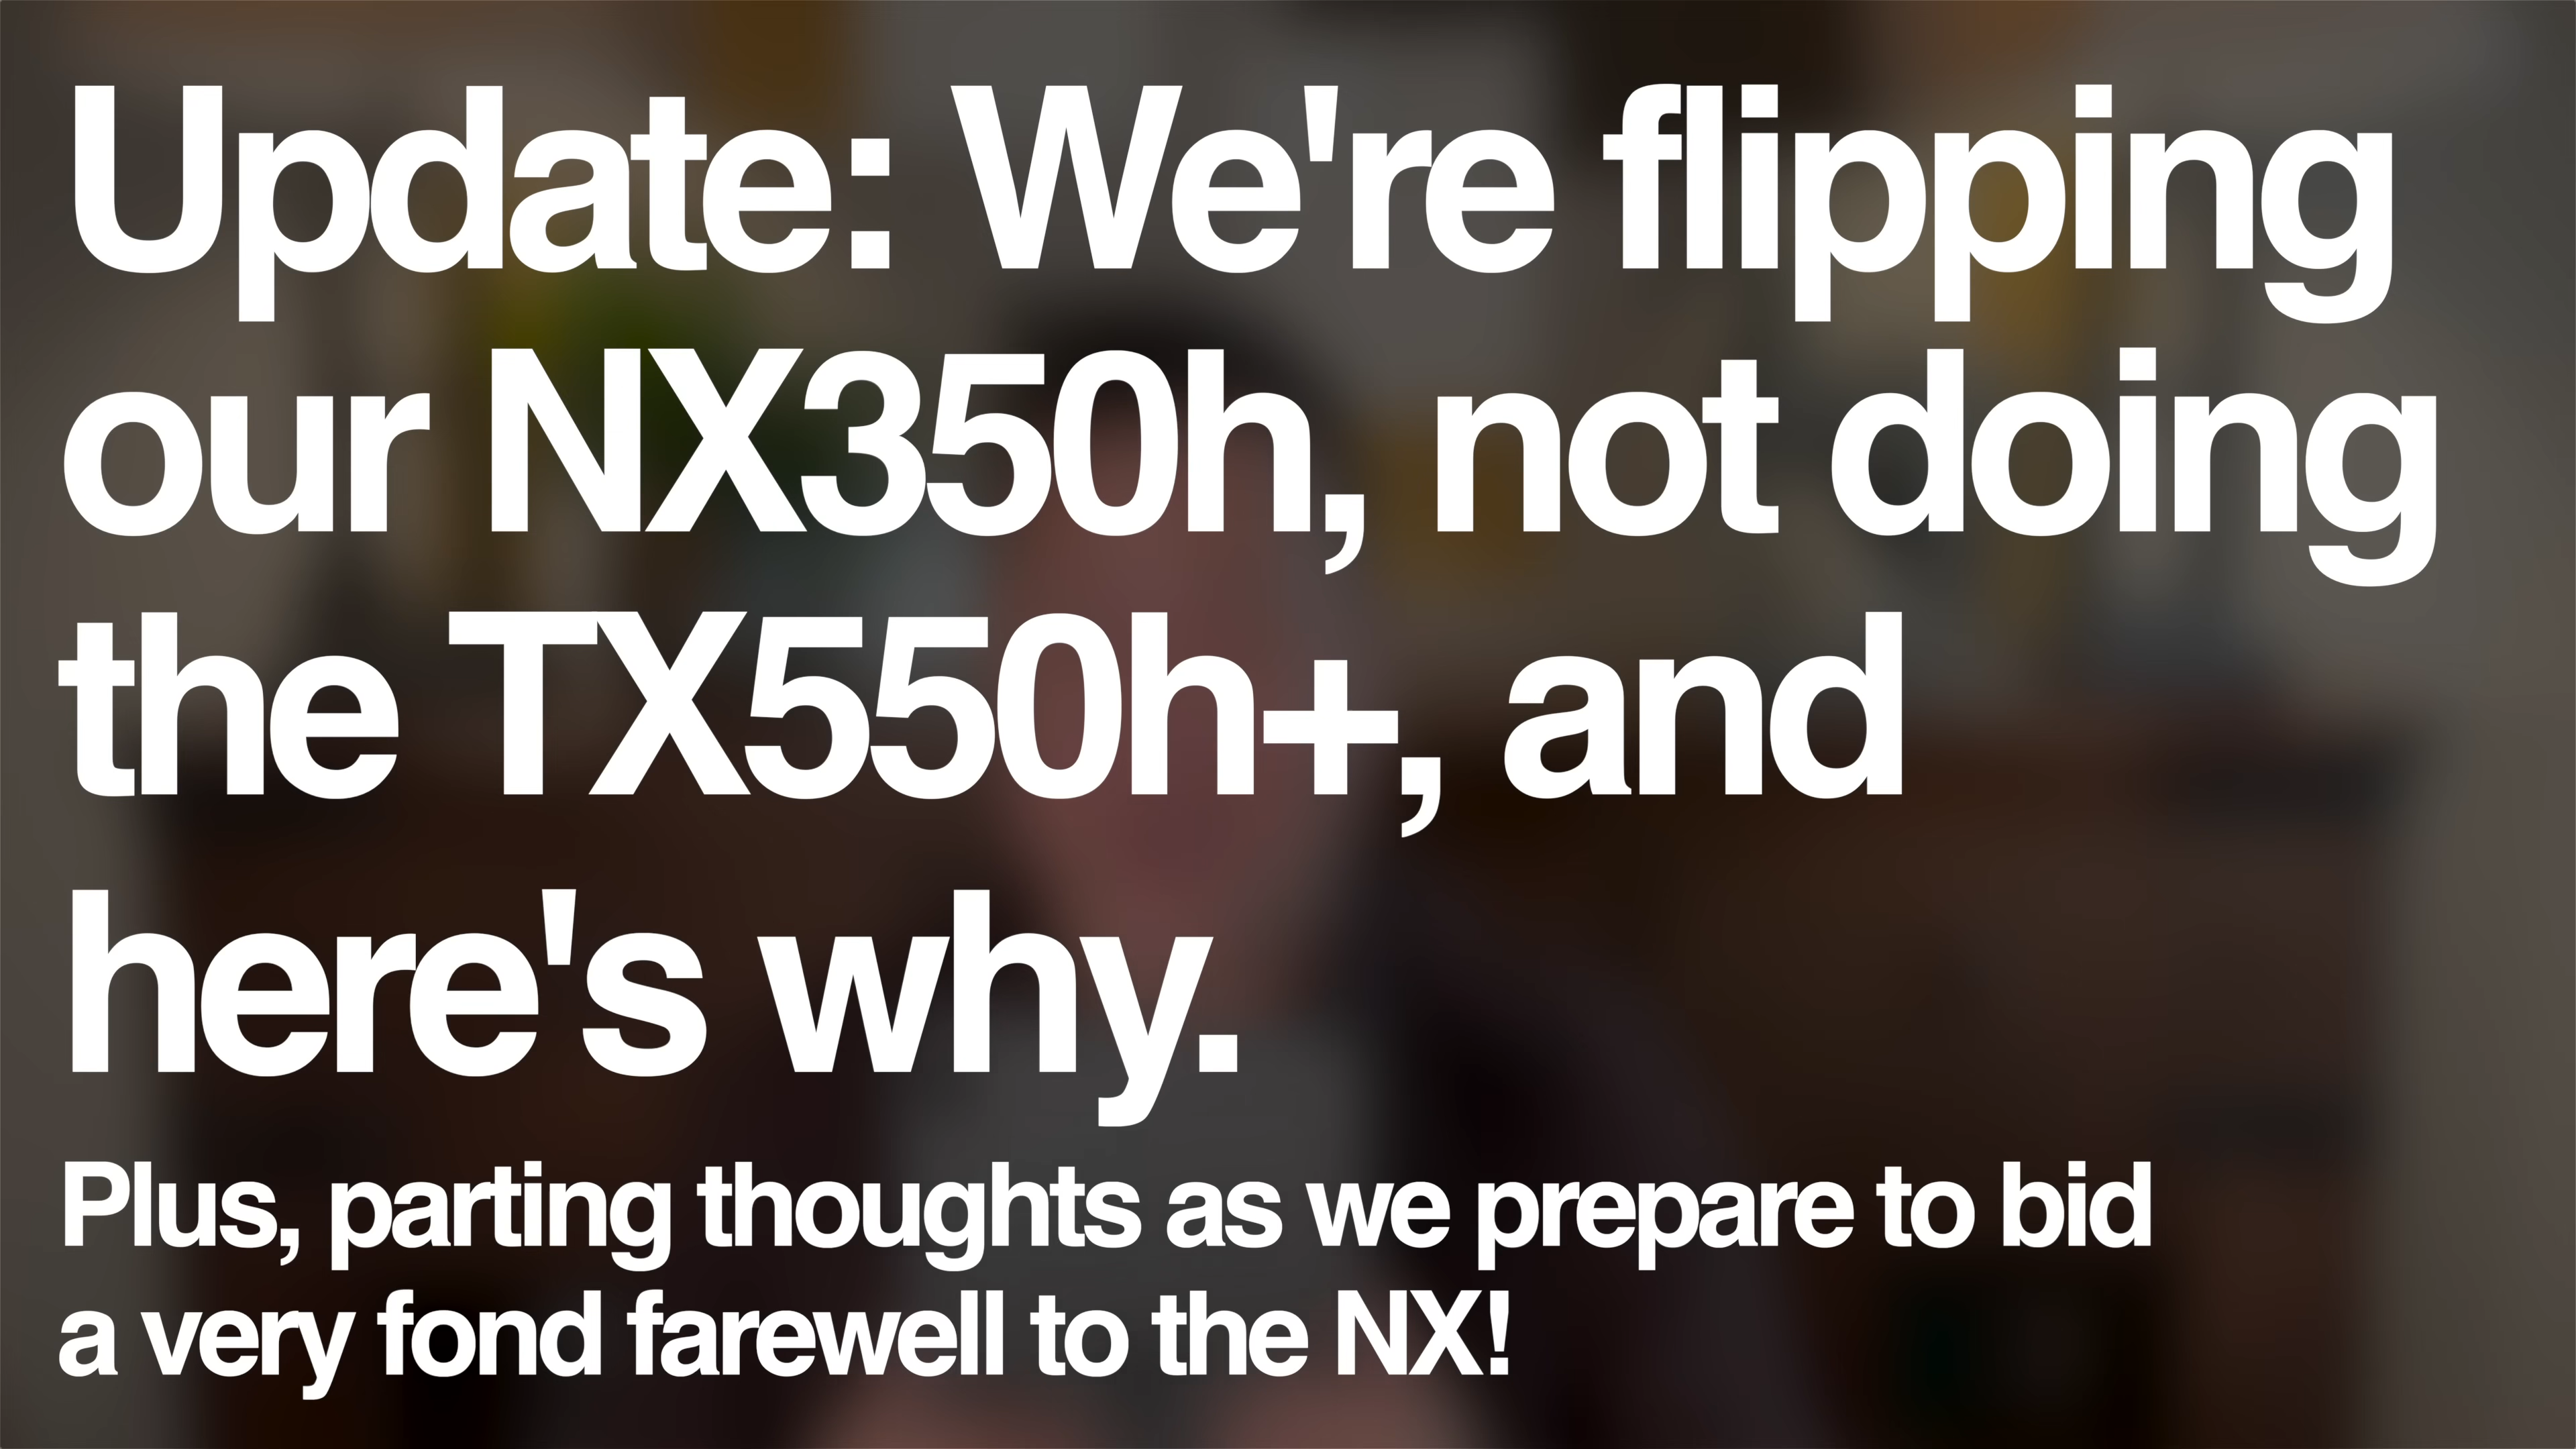 Update: We're flipping
our NX350h, not doing
the TX550h+, and
here's why.
Plus, parting thoughts as we prepare to bid
a very fond farewell to the NX!